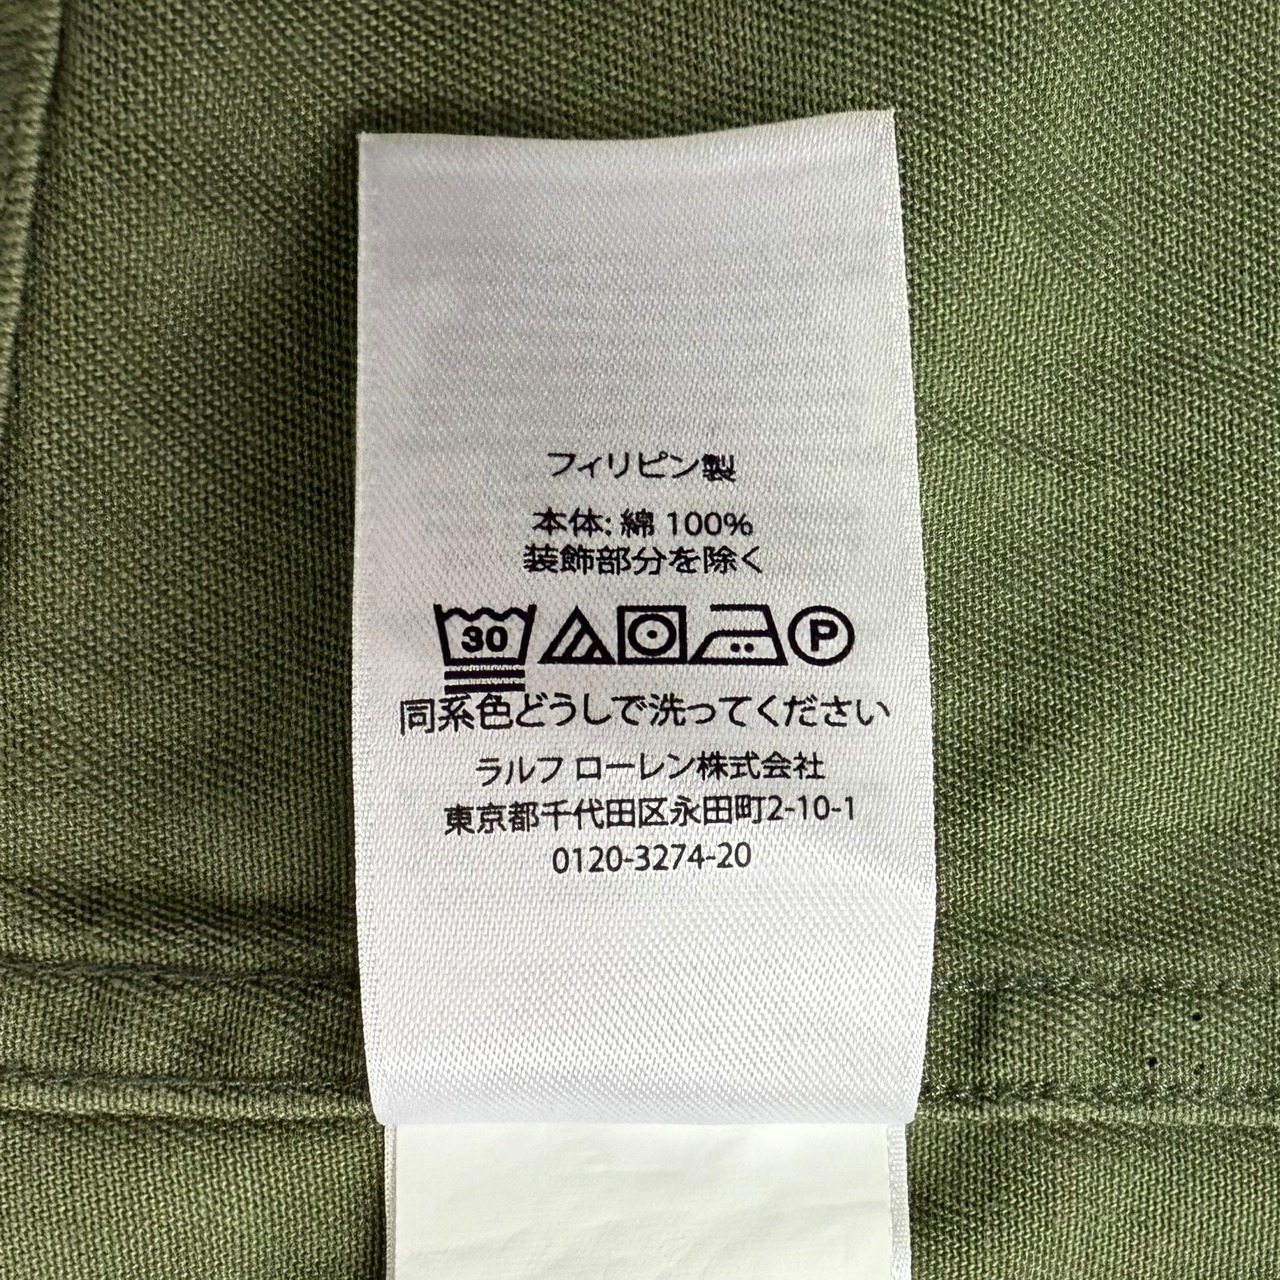 フィリピン製
本体: 綿 100%
装飾部分を除く
30
P
同系色どうしで洗ってください
ラルフ ローレン株式会社
東京都千代田区永田町2-10-1
0120-3274-20